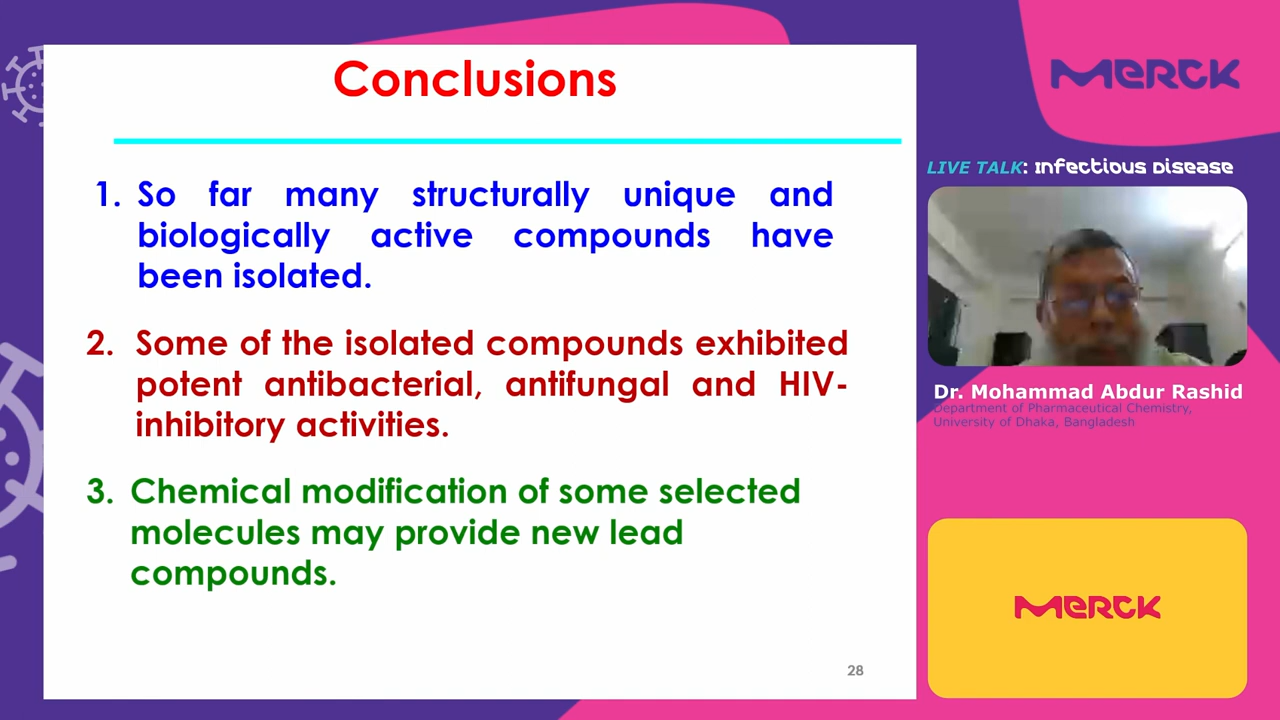 Conclusions
1. So far many structurally unique and
biologically active compounds have
been isolated.
2. Some of the isolated compounds exhibited
potent antibacterial, antifungal and HIV-
inhibitory activities.
3. Chemical modification of some selected
molecules may provide new lead
compounds.
28
MERCK
LIVE TALK: Infectious Disease
Dr. Mohammad Abdur Rashid
Department of Pharmaceutical Chemistry,
University of Dhaka, Bangladesh
MERCK